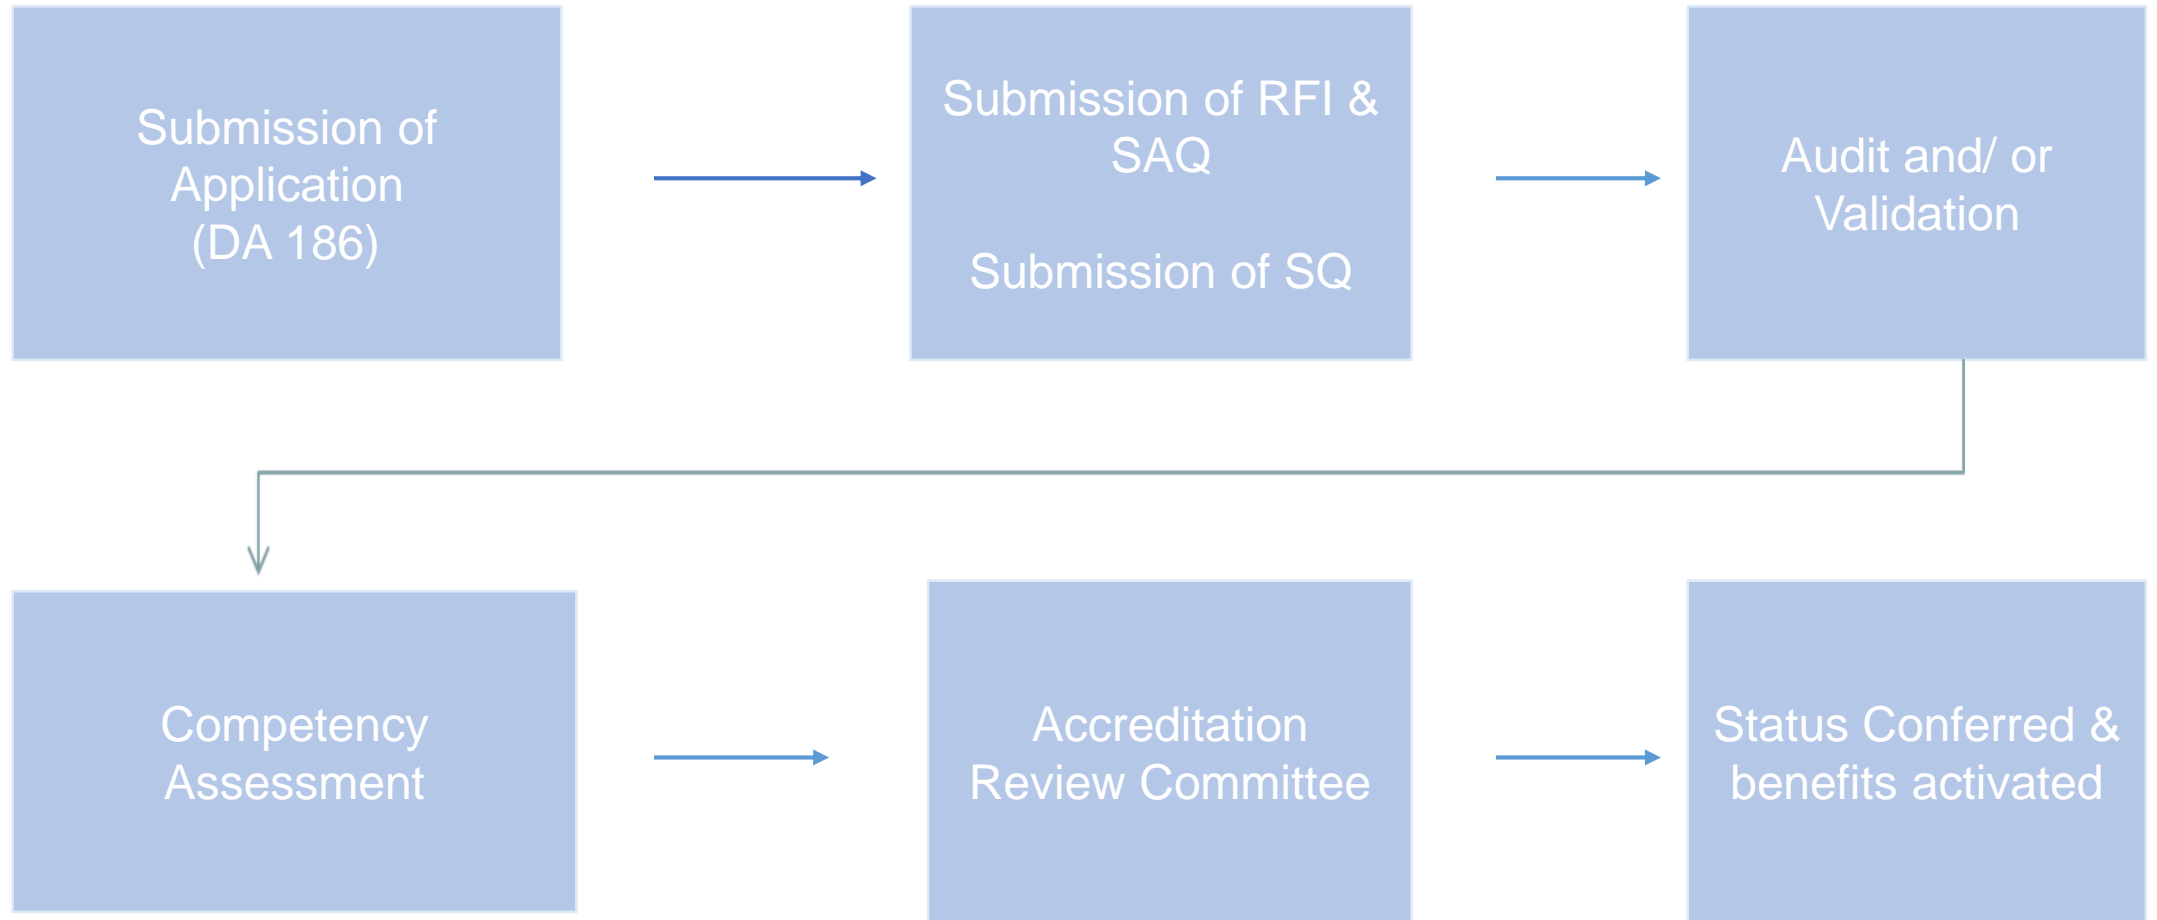 Submission of
Application
(DA 186)
Submission of RFI &
SAQ
Submission of SQ
Audit and/ or
Validation
Competency
Assessment
Accreditation
Review Committee
Status Conferred &
benefits activated